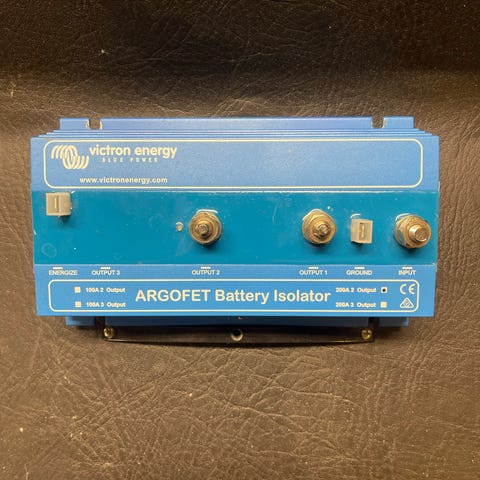 victron energy
BLUE POWER
www.victronenergy.com
ENERGIZE OUTPUT 3 OUTPUT 2 OUTPUT 1 GROUND INPUT
100A 2 Output
100A 3 Output
ARGOFET Battery Isolator
200A 2 Output
200A 3 Output
CE